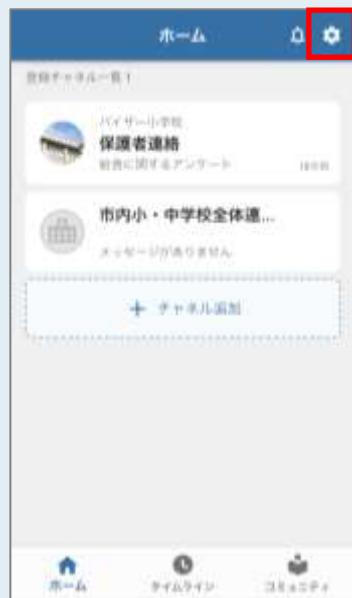 ホーム
登録チャネル一覧
バイザー小学校
保護者連絡
給食に関するアンケート
市内小・中学校全体連...
メッセージがありません
＋ チャネル追加
ホーム
タイムライン
コミュニティ